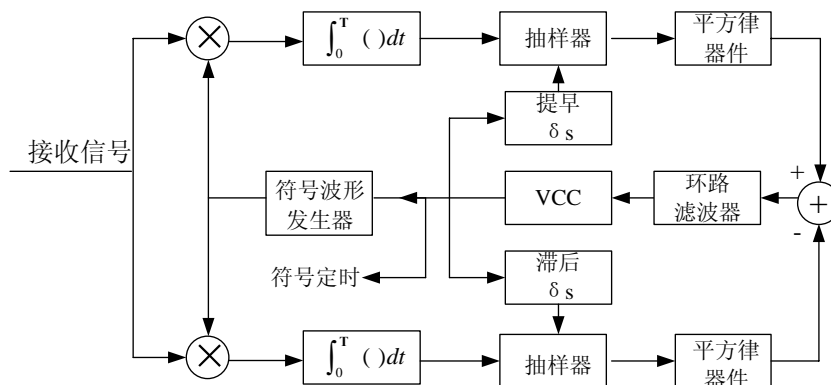 ∫₀ᵀ ( )dt
抽样器
平方律
器件
提早
δs
接收信号
+
符号波形
发生器
VCC
环路
滤波器
+
-
符号定时
滞后
δs
∫₀ᵀ ( )dt
抽样器
平方律
器件